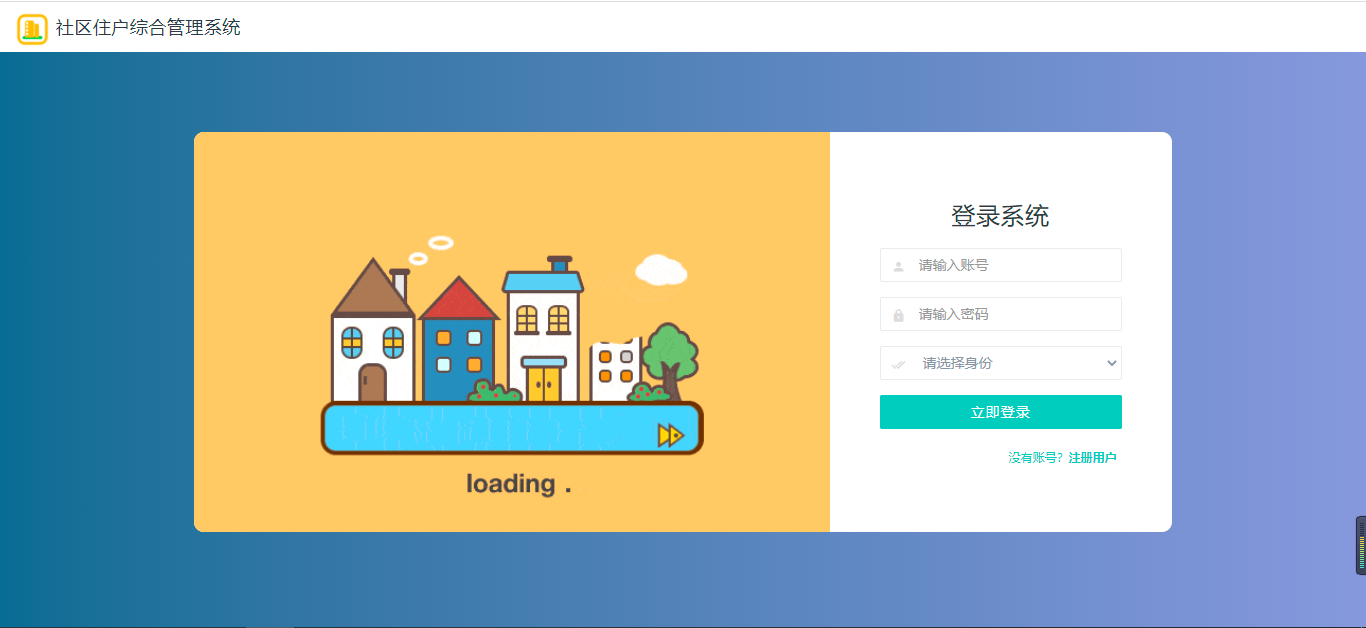 社区住户综合管理系统
登录系统
请输入账号
请输入密码
请选择身份
立即登录
没有账号? 注册用户
loading .